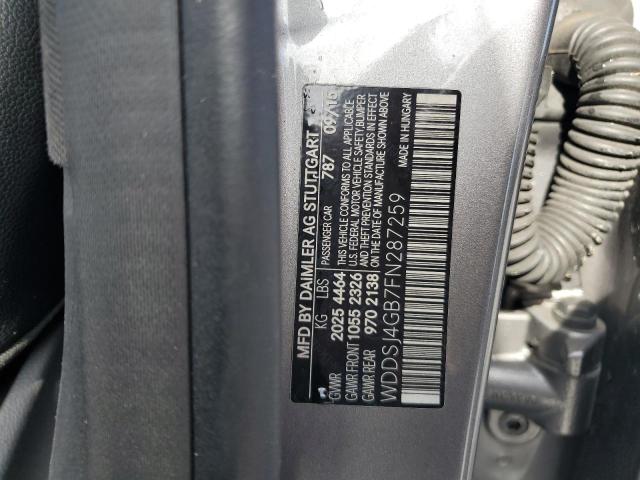 MFD BY DAIMLER AG STUTTGART 09/15
PASSENGER CAR 787
THIS VEHICLE CONFORMS TO ALL APPLICABLE
U.S. FEDERAL MOTOR VEHICLE SAFETY,BUMPER
AND THEFT PREVENTION STANDARDS IN EFFECT
ON THE DATE OF MANUFACTURE SHOWN ABOVE
MADE IN HUNGARY
KG LBS
GVWR 2025 4464
GAWR FRONT 1055 2326
GAWR REAR 970 2138
WDDSJ4GB7FN287259